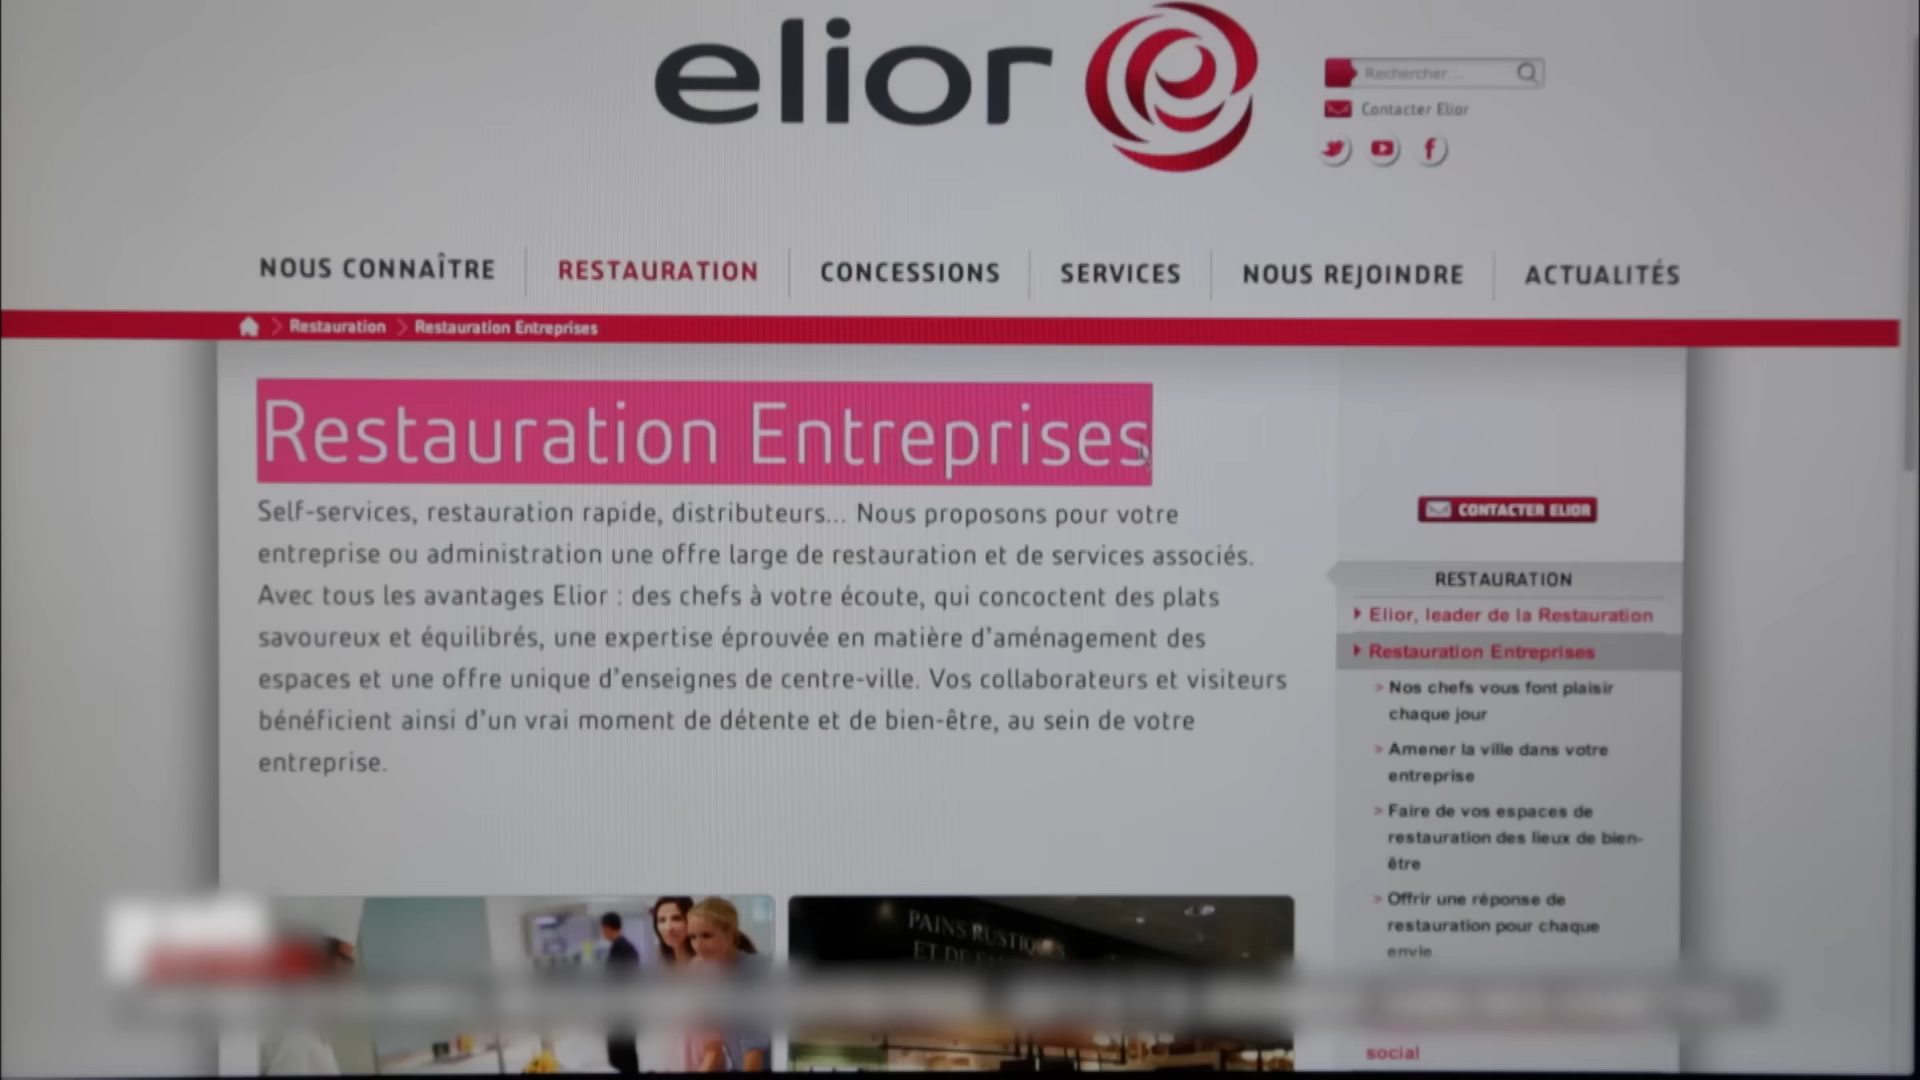 elior
Rechercher...
Contacter Elior
NOUS CONNAÎTRE
RESTAURATION
CONCESSIONS
SERVICES
NOUS REJOINDRE
ACTUALITÉS
Restauration
Restauration Entreprises
Restauration Entreprises
Self-services, restauration rapide, distributeurs... Nous proposons pour votre
entreprise ou administration une offre large de restauration et de services associés.
Avec tous les avantages Elior : des chefs à votre écoute, qui concoctent des plats
savoureux et équilibrés, une expertise éprouvée en matière d'aménagement des
espaces et une offre unique d'enseignes de centre-ville. Vos collaborateurs et visiteurs
bénéficient ainsi d'un vrai moment de détente et de bien-être, au sein de votre
entreprise.
CONTACTER ELIOR
RESTAURATION
Elior, leader de la Restauration
Restauration Entreprises
> Nos chefs vous font plaisir
chaque jour
> Amener la ville dans votre
entreprise
> Faire de vos espaces de
restauration des lieux de bien-
être
> Offrir une réponse de
restauration pour chaque
envie
social
PAINS RUSTIQUES
ET DE